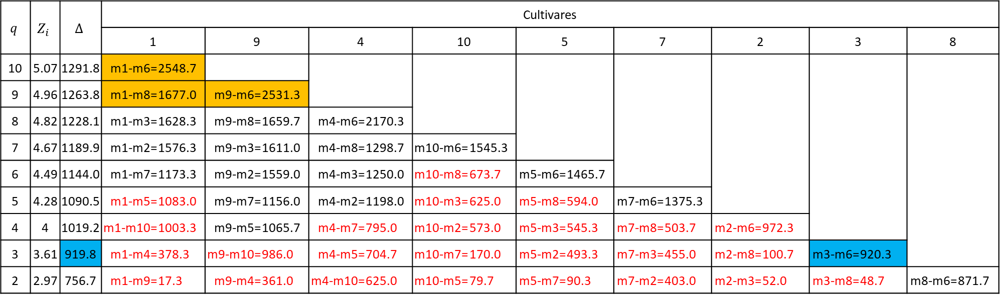 q Z_i Δ Cultivares
1 9 4 10 5 7 2 3 8
10 5.07 1291.8 m1-m6=2548.7
9 4.96 1263.8 m1-m8=1677.0 m9-m6=2531.3
8 4.82 1228.1 m1-m3=1628.3 m9-m8=1659.7 m4-m6=2170.3
7 4.67 1189.9 m1-m2=1576.3 m9-m3=1611.0 m4-m8=1298.7 m10-m6=1545.3
6 4.49 1144.0 m1-m7=1173.3 m9-m2=1559.0 m4-m3=1250.0 m10-m8=673.7 m5-m6=1465.7
5 4.28 1090.5 m1-m5=1083.0 m9-m7=1156.0 m4-m2=1198.0 m10-m3=625.0 m5-m8=594.0 m7-m6=1375.3
4 4 1019.2 m1-m10=1003.3 m9-m5=1065.7 m4-m7=795.0 m10-m2=573.0 m5-m3=545.3 m7-m8=503.7 m2-m6=972.3
3 3.61 919.8 m1-m4=378.3 m9-m10=986.0 m4-m5=704.7 m10-m7=170.0 m5-m2=493.3 m7-m3=455.0 m2-m8=100.7 m3-m6=920.3
2 2.97 756.7 m1-m9=17.3 m9-m4=361.0 m4-m10=625.0 m10-m5=79.7 m5-m7=90.3 m7-m2=403.0 m2-m3=52.0 m3-m8=48.7 m8-m6=871.7